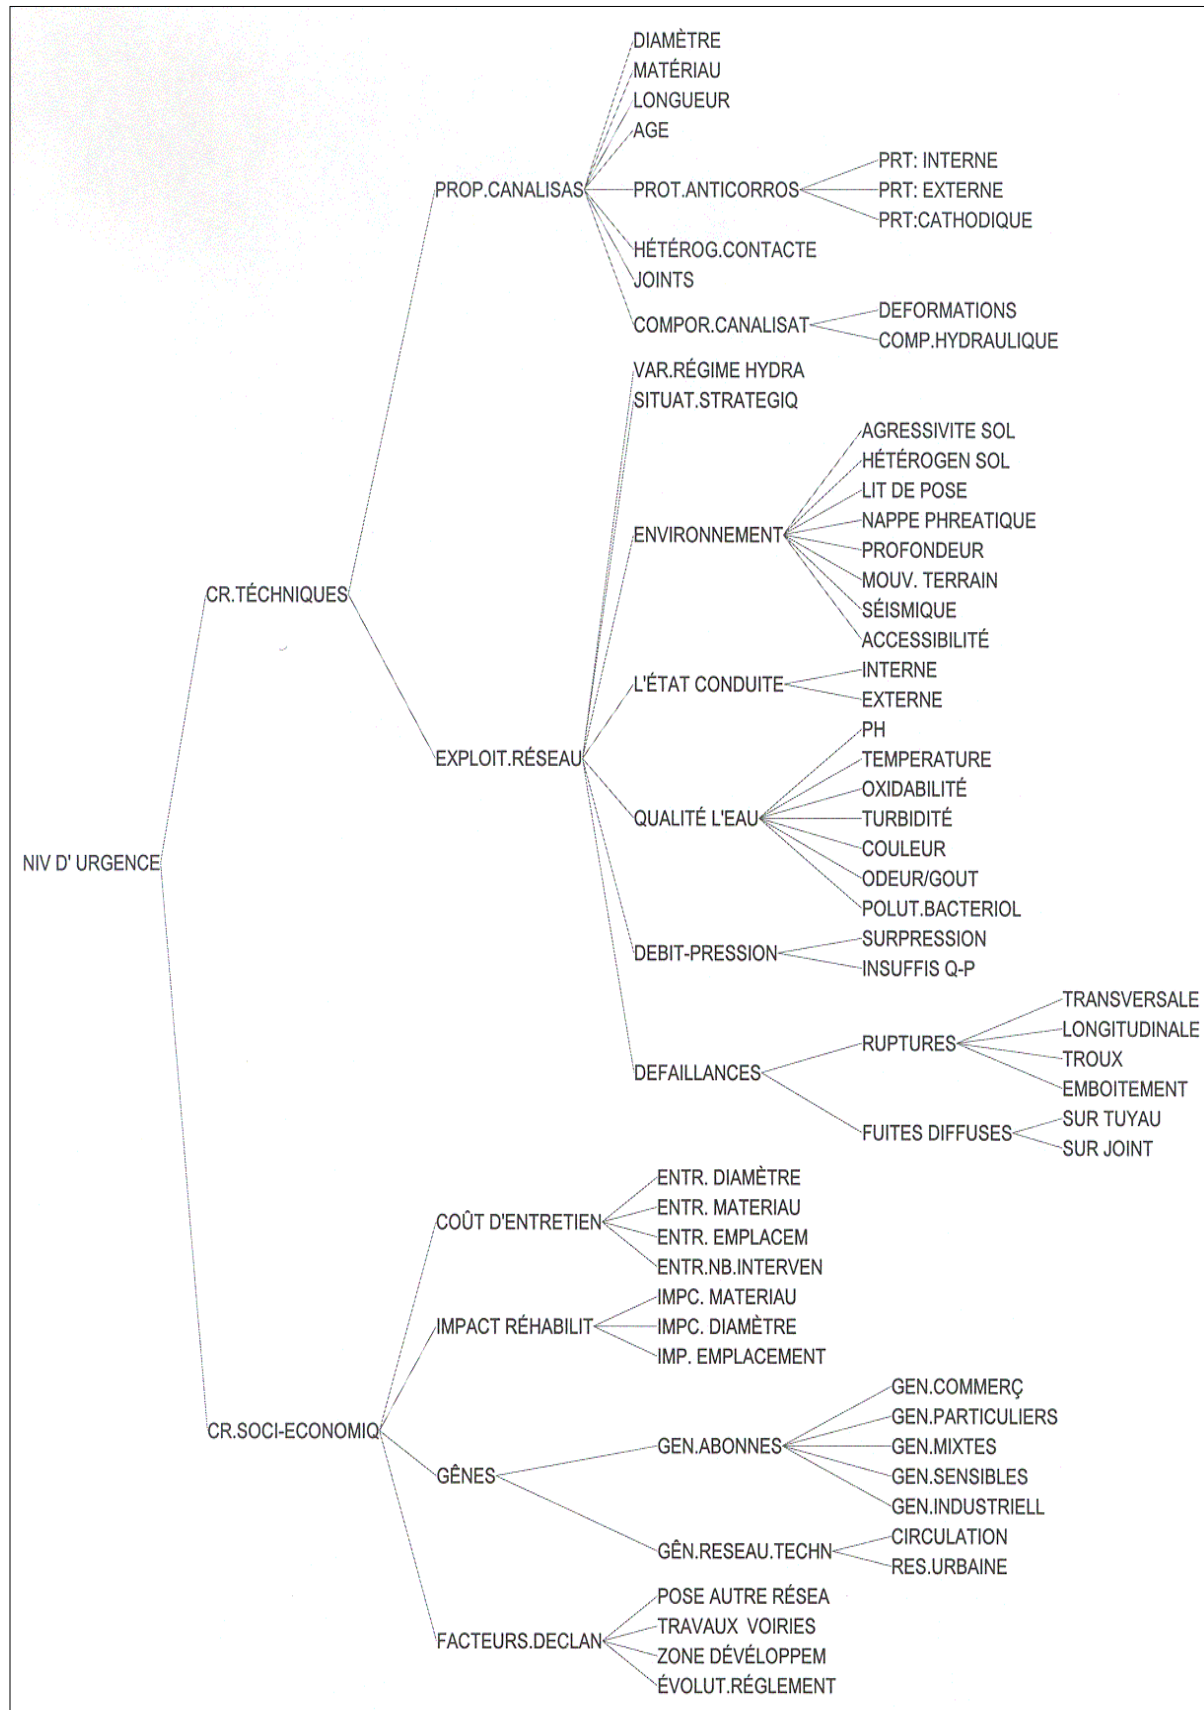 DIAMÈTRE
MATÉRIAU
LONGUEUR
AGE
PRT: INTERNE
PROP.CANALISAS
PROT.ANTICORROS
PRT: EXTERNE
PRT:CATHODIQUE
HÉTÉROG.CONTACTE
JOINTS
DEFORMATIONS
COMPOR.CANALISAT
COMP.HYDRAULIQUE
VAR.RÉGIME HYDRA
SITUAT.STRATEGIQ
AGRESSIVITE SOL
HÉTÉROGEN SOL
LIT DE POSE
NAPPE PHREATIQUE
ENVIRONNEMENT
PROFONDEUR
MOUV. TERRAIN
CR.TÉCHNIQUES
SÉISMIQUE
ACCESSIBILITÉ
INTERNE
L'ÉTAT CONDUITE
EXTERNE
PH
EXPLOIT.RÉSEAU
TEMPERATURE
OXIDABILITÉ
QUALITÉ L'EAU
TURBIDITÉ
COULEUR
NIV D' URGENCE
ODEUR/GOUT
POLUT.BACTERIOL
SURPRESSION
DEBIT-PRESSION
INSUFFIS Q-P
TRANSVERSALE
LONGITUDINALE
RUPTURES
TROUX
DEFAILLANCES
EMBOITEMENT
SUR TUYAU
FUITES DIFFUSES
SUR JOINT
ENTR. DIAMÈTRE
ENTR. MATERIAU
COÛT D'ENTRETIEN
ENTR. EMPLACEM
ENTR.NB.INTERVEN
IMPC. MATERIAU
IMPACT RÉHABILIT
IMPC. DIAMÈTRE
IMP. EMPLACEMENT
GEN.COMMERÇ
GEN.PARTICULIERS
CR.SOCI-ECONOMIQ
GEN.ABONNES
GEN.MIXTES
GÊNES
GEN.SENSIBLES
GEN.INDUSTRIELL
CIRCULATION
GÊN.RESEAU.TECHN
RES.URBAINE
POSE AUTRE RÉSEA
TRAVAUX VOIRIES
FACTEURS.DECLAN
ZONE DÉVÉLOPPEM
ÉVOLUT.RÉGLEMENT